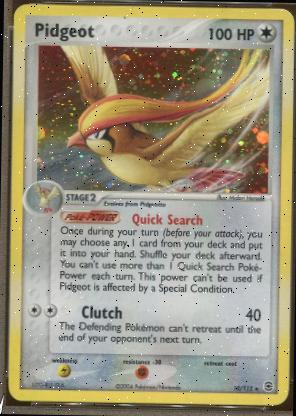 Pidgeot 100 HP
STAGE 2
Evolves from Pidgeotto
POKé-POWER Quick Search
Once during your turn (before your attack), you
may choose any 1 card from your deck and put
it into your hand. Shuffle your deck afterward.
You can't use more than 1 Quick Search Poké-
Power each turn. This power can't be used if
Pidgeot is affected by a Special Condition.
Clutch 40
The Defending Pokémon can't retreat until the
end of your opponent's next turn.
weakness resistance -30 retreat cost
©2004 Pokémon/Nintendo